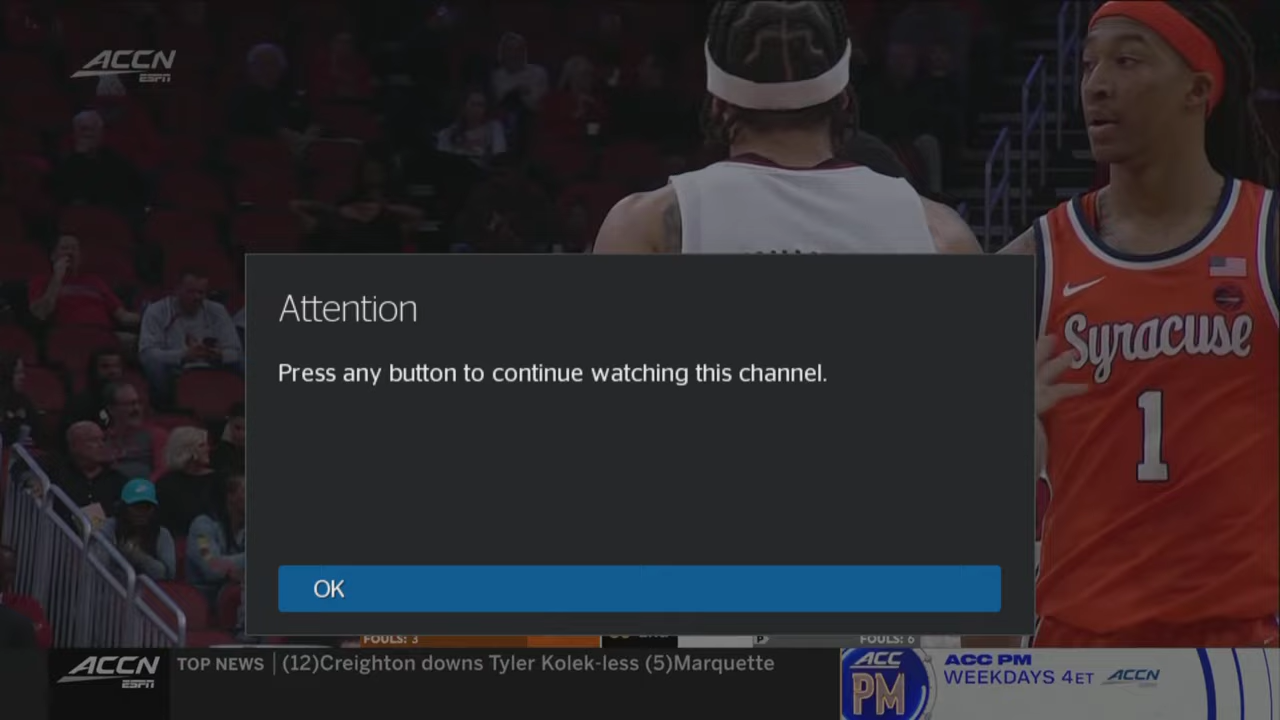 ACCN
ESPN
Attention
Press any button to continue watching this channel.
OK
Syracuse
1
FOULS: 3
FOULS: 6
ACCN
ESPN
TOP NEWS
(12)Creighton downs Tyler Kolek-less (5)Marquette
ACC
PM
ACC PM
WEEKDAYS 4ET ACCN